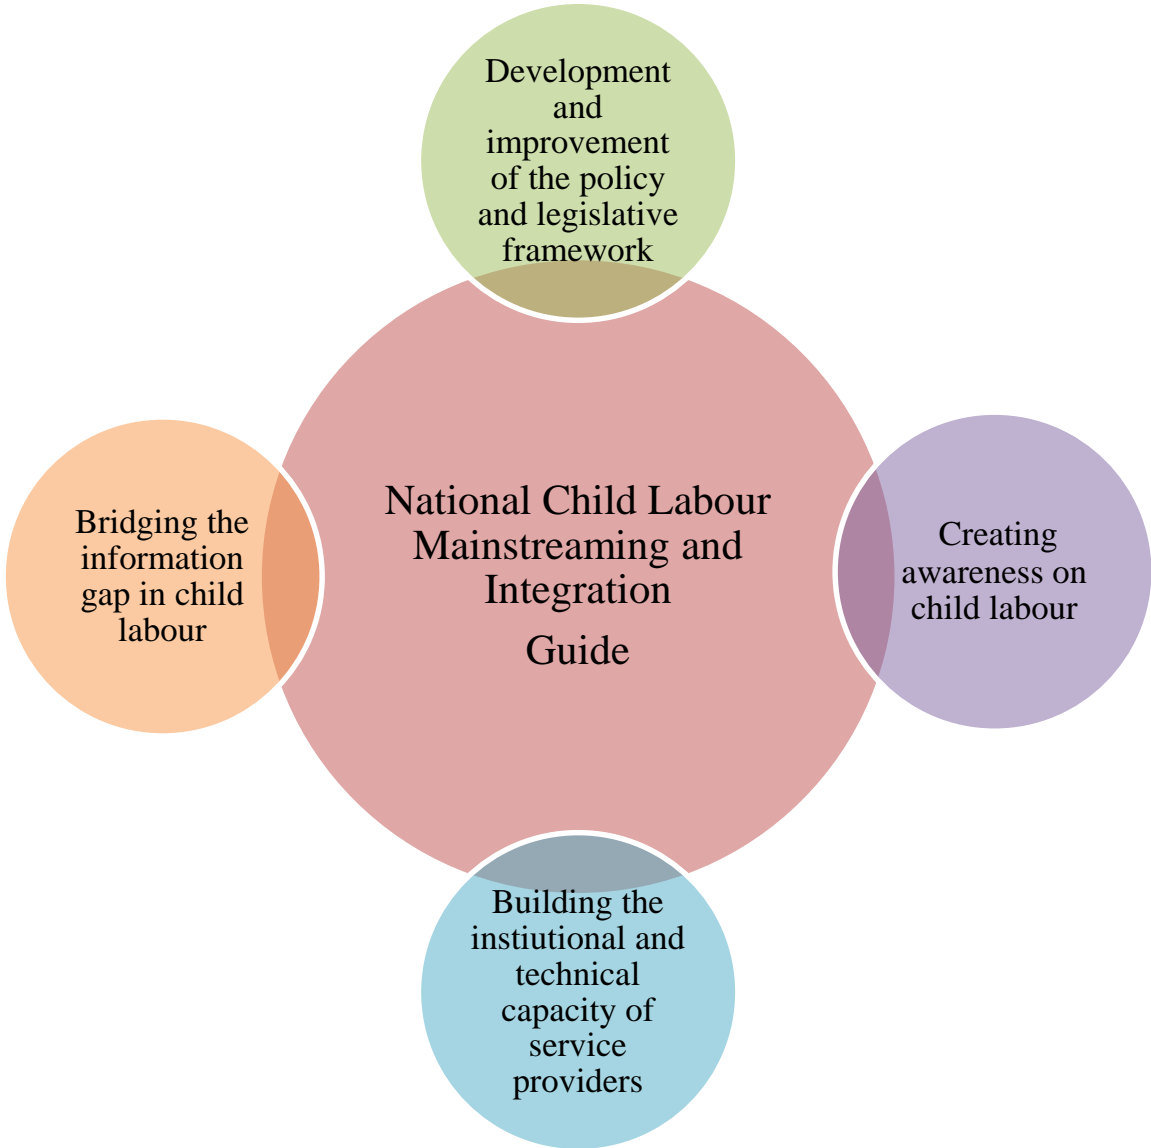 Development
and
improvement
of the policy
and legislative
framework
National Child Labour
Mainstreaming and
Integration
Guide
Creating
awareness on
child labour
Building the
instiutional and
technical
capacity of
service
providers
Bridging the
information
gap in child
labour